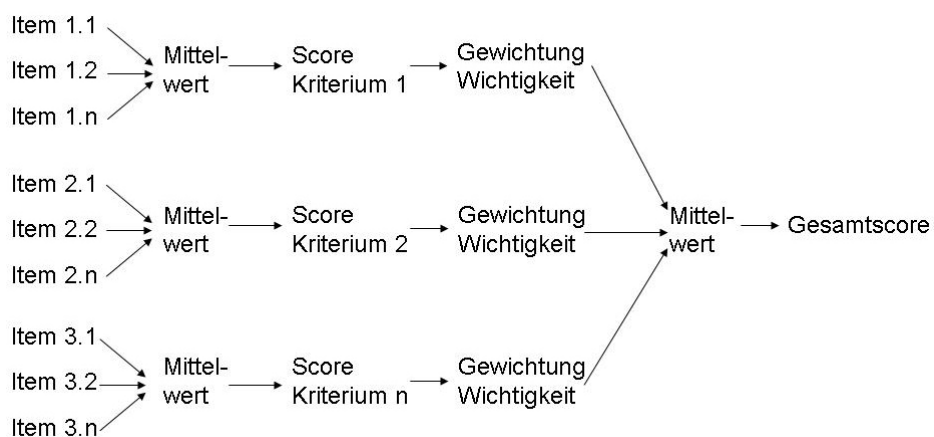 Item 1.1
Item 1.2
Item 1.n
Mittel-
wert
Score
Kriterium 1
Gewichtung
Wichtigkeit
Item 2.1
Item 2.2
Item 2.n
Mittel-
wert
Score
Kriterium 2
Gewichtung
Wichtigkeit
Item 3.1
Item 3.2
Item 3.n
Mittel-
wert
Score
Kriterium n
Gewichtung
Wichtigkeit
Mittel-
wert
Gesamtscore